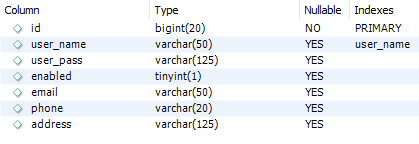 Column Type Nullable Indexes
id bigint(20) NO PRIMARY
user_name varchar(50) YES user_name
user_pass varchar(125) YES
enabled tinyint(1) YES
email varchar(50) YES
phone varchar(20) YES
address varchar(125) YES